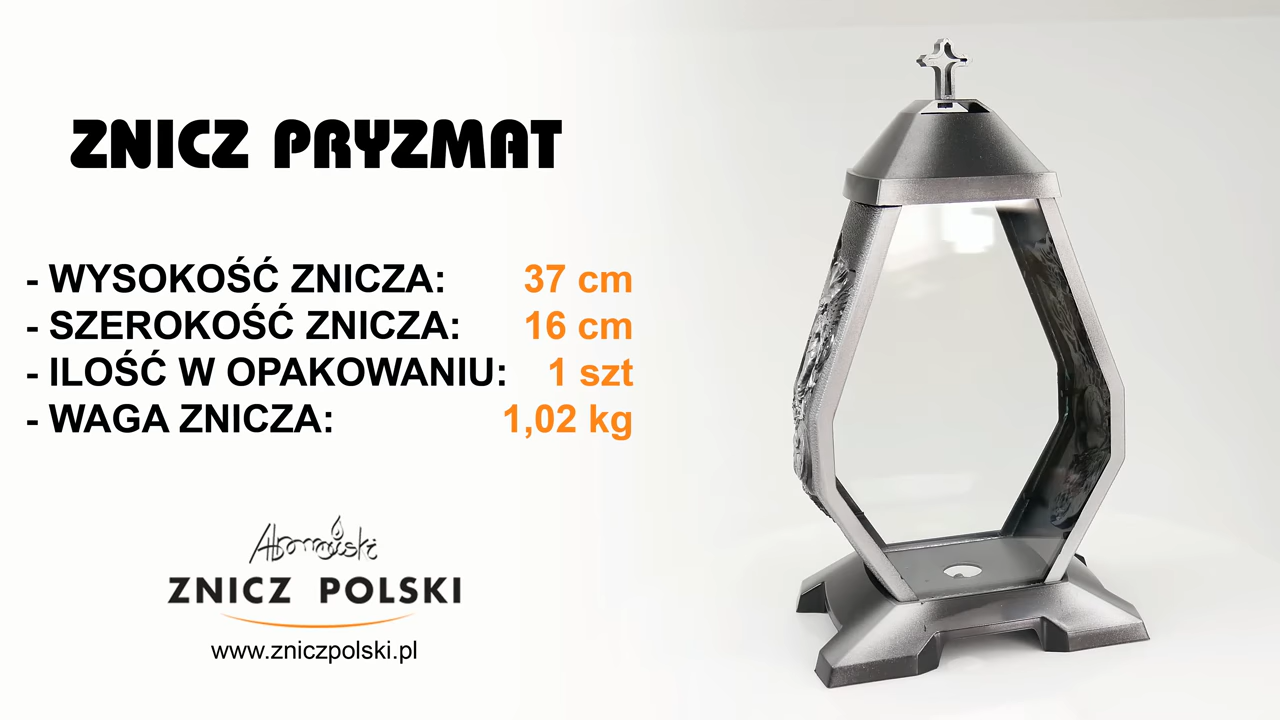 ZNICZ PRYZMAT
- WYSOKOŚĆ ZNICZA: 37 cm
- SZEROKOŚĆ ZNICZA: 16 cm
- ILOŚĆ W OPAKOWANIU: 1 szt
- WAGA ZNICZA: 1,02 kg
ZNICZ POLSKI
www.zniczpolski.pl